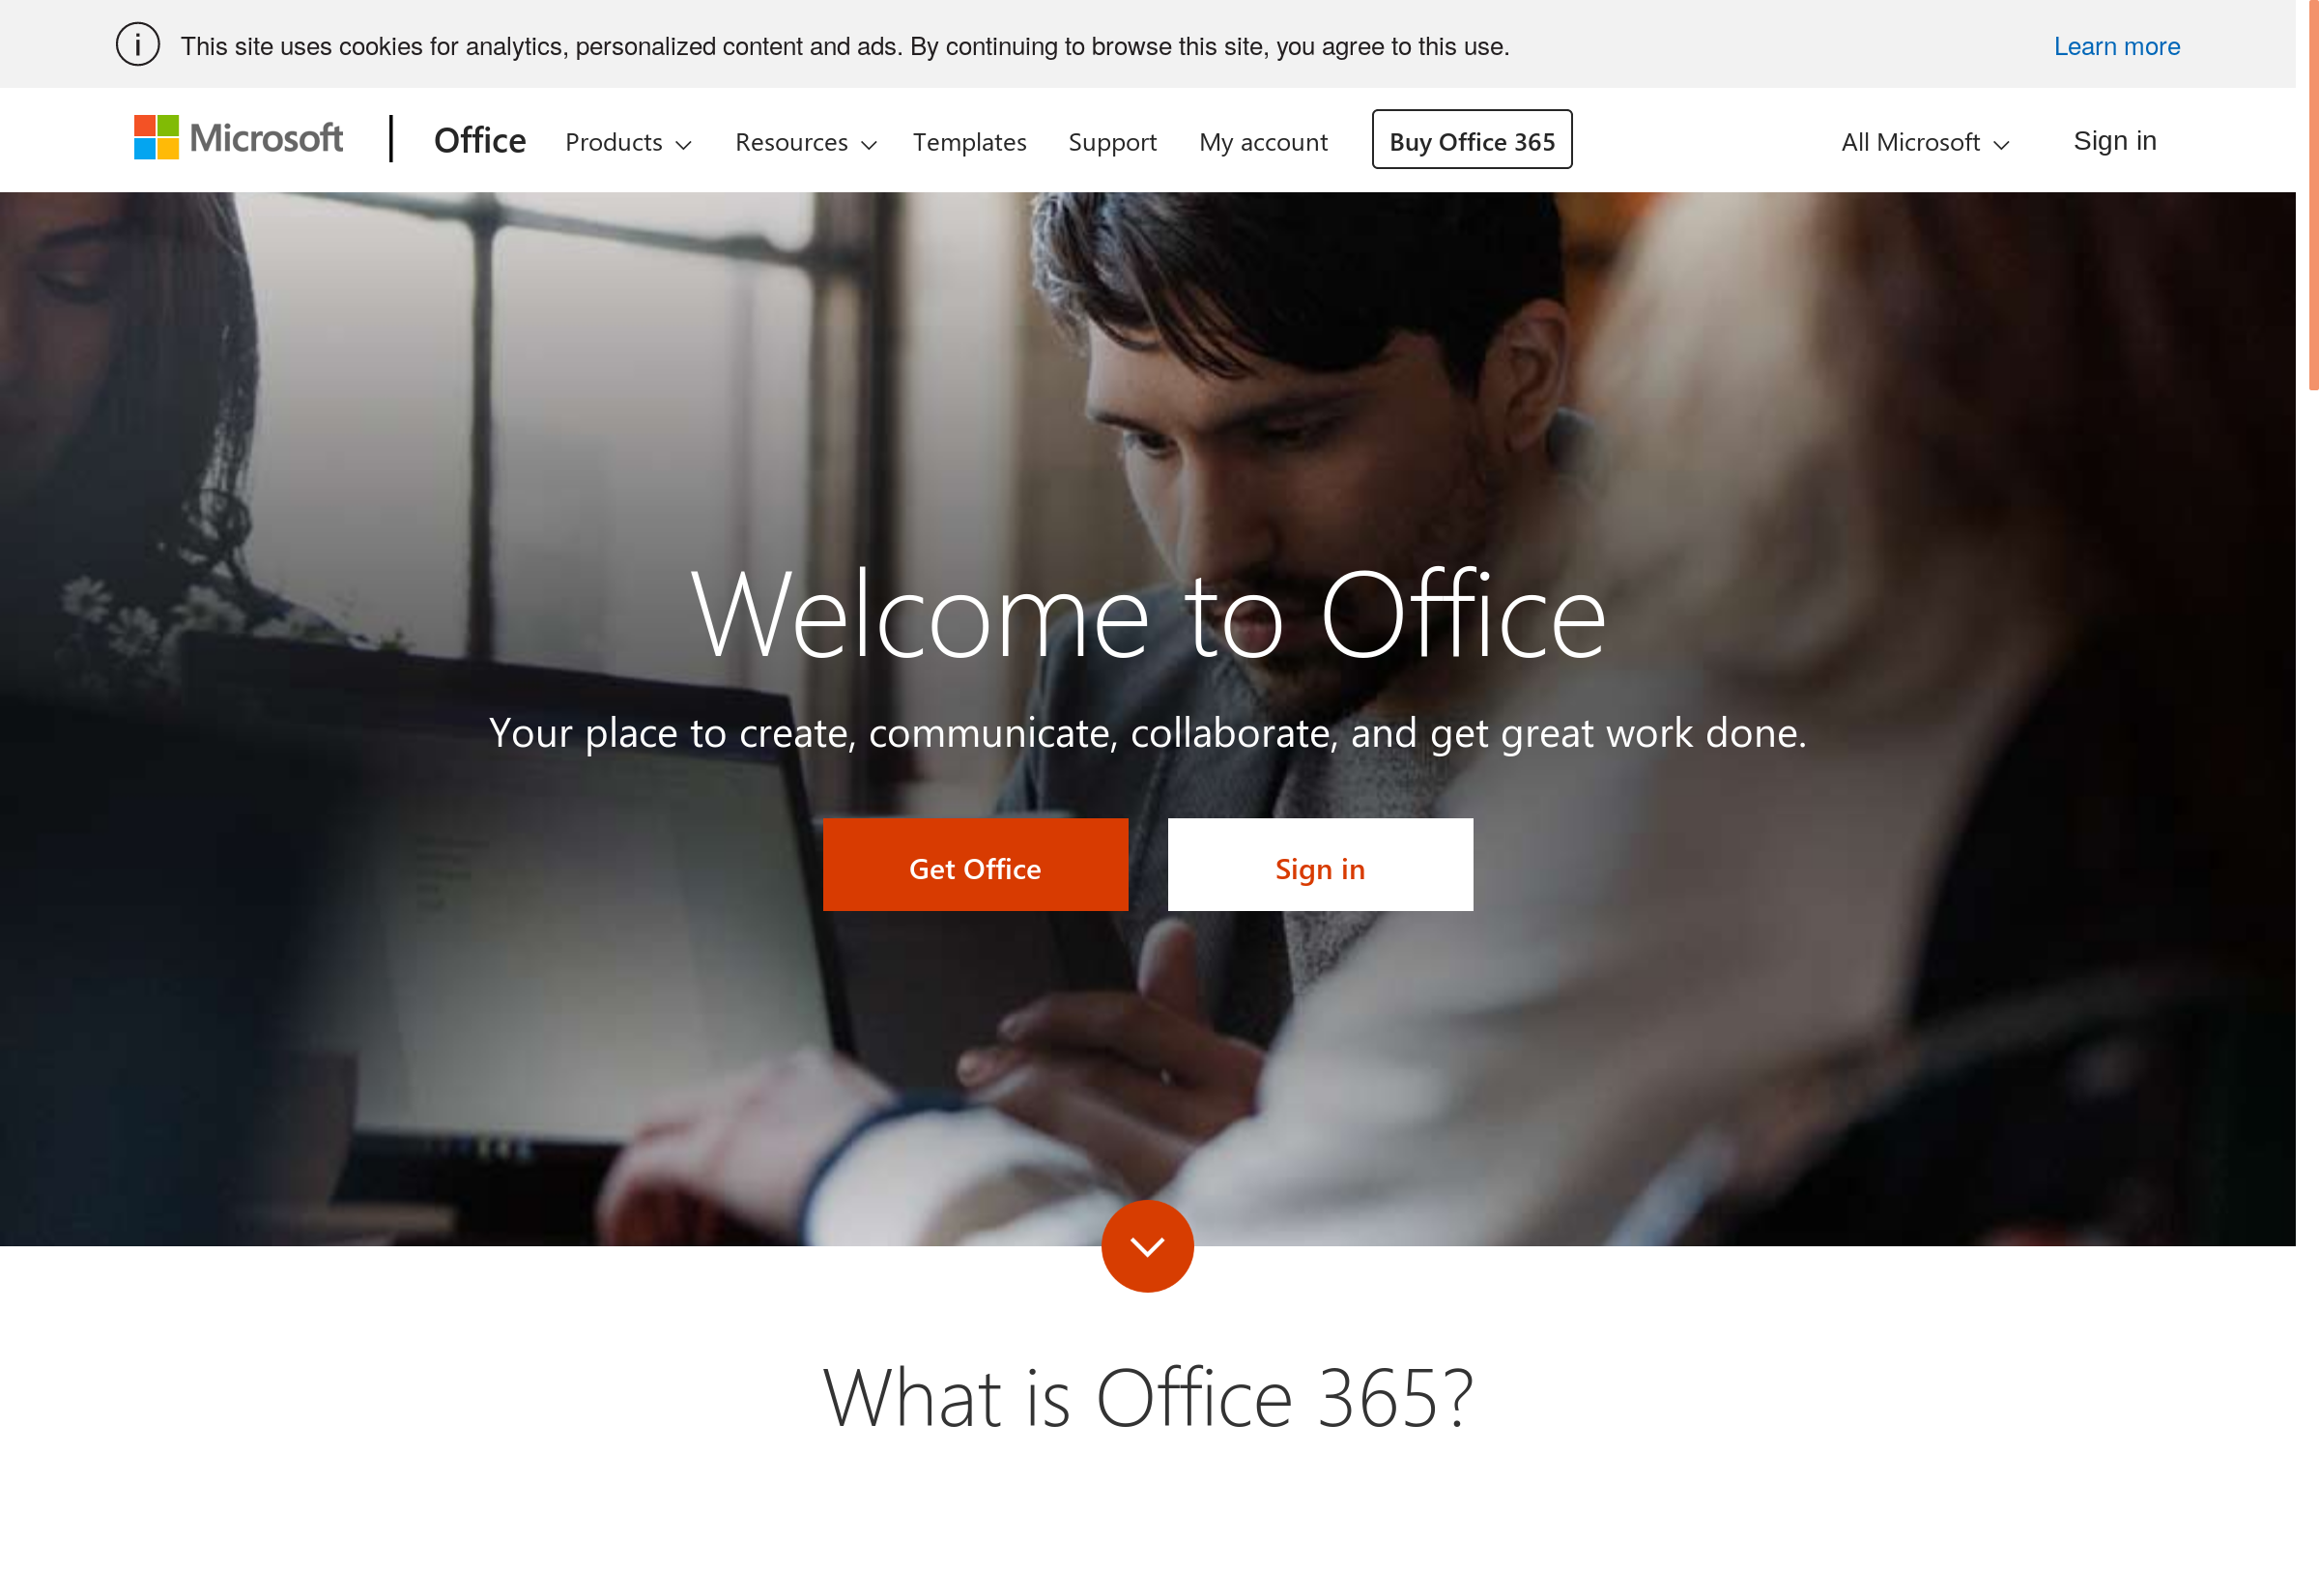 This site uses cookies for analytics, personalized content and ads. By continuing to browse this site, you agree to this use. Learn more
Microsoft Office Products Resources Templates Support My account Buy Office 365 All Microsoft Sign in
Welcome to Office
Your place to create, communicate, collaborate, and get great work done.
Get Office Sign in
What is Office 365?